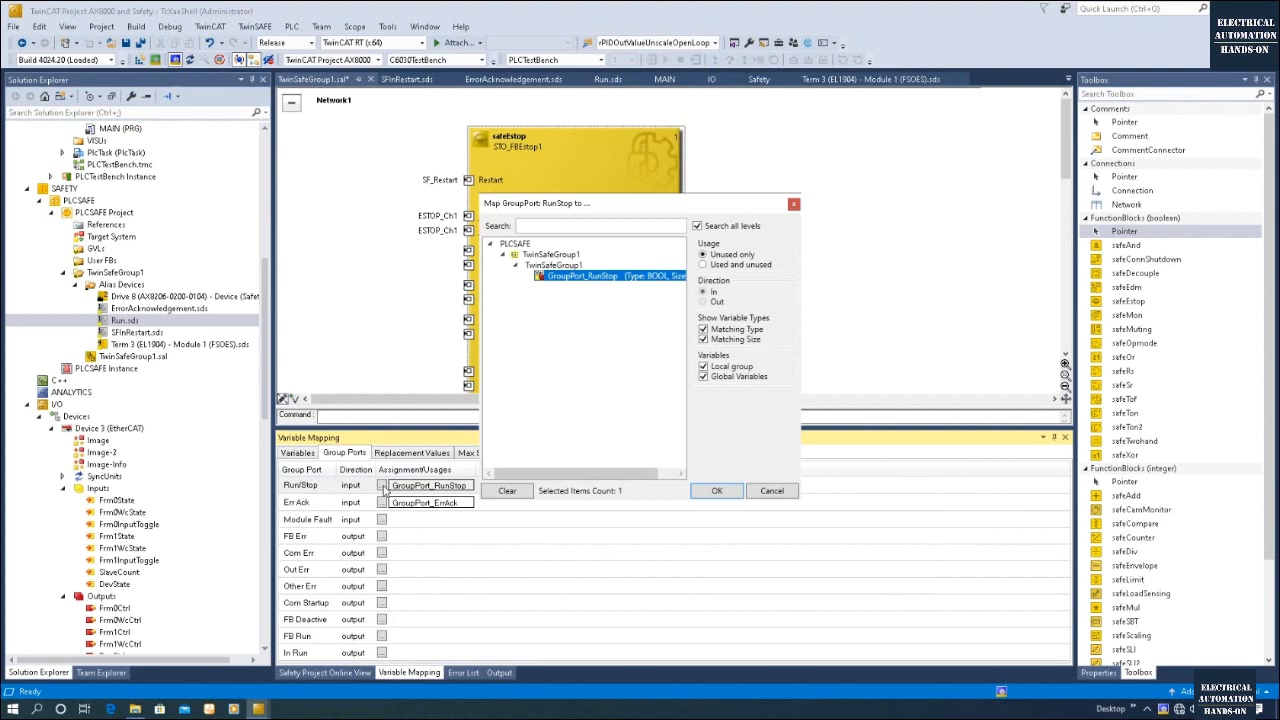 TwinCAT Project AX8000 and Safety - TcXaeShell (Administrator)
Quick Launch (Ctrl+;)
File Edit View Project Build Debug TwinCAT TwinSAFE PLC Team Scope Tools Window Help
Release TwinCAT RT (x64) Attach... rPIDOutValueUnscaleOpenLoop
Build 4024.20 (Loaded) TwinCAT Project AX8000 C6030TestBench PLCTestBench
ELECTRICAL
AUTOMATION
HANDS-ON
Solution Explorer
Search Solution Explorer (Ctrl+;)
MAIN (PRG)
VISUs
PlcTask (PlcTask)
PLCTestBench.tmc
PLCTestBench Instance
SAFETY
PLCSAFE
PLCSAFE Project
References
Target System
GVLs
User FBs
TwinSafeGroup1
Alias Devices
Drive 8 (AX8206-0200-0104) - Device (Safet
ErrorAcknowledgement.sds
Run.sds
SFInRestart.sds
Term 3 (EL1904) - Module 1 (FSOES).sds
TwinSafeGroup1.sal
PLCSAFE Instance
C++
ANALYTICS
I/O
Devices
Device 3 (EtherCAT)
Image
Image-2
Image-Info
SyncUnits
Inputs
Frm0State
Frm0WcState
Frm0InputToggle
Frm1State
Frm1WcState
Frm1InputToggle
SlaveCount
DevState
Outputs
Frm0Ctrl
Frm0WcCtrl
Frm1Ctrl
Frm1WcCtrl
Solution Explorer Team Explorer
TwinSafeGroup1.sal* SFInRestart.sds ErrorAcknowledgement.sds Run.sds MAIN IO Safety Term 3 (EL1904) - Module 1 (FSOES).sds
Network1
safeEstop 1
STO_FBEstop1
SF_Restart Restart
ESTOP_Ch1
ESTOP_Ch1
Command :
Map GroupPort: RunStop to ...
Search: Search all levels
PLCSAFE
TwinSafeGroup1
TwinSafeGroup1
GroupPort_RunStop (Type: BOOL, Size
Usage
Unused only
Used and unused
Direction
In
Out
Show Variable Types
Matching Type
Matching Size
Variables
Local group
Global Variables
Clear Selected Items Count: 1 OK Cancel
Variable Mapping
Variables Group Ports Replacement Values Max S
Group Port Direction Assignment/Usages
Run/Stop input ... GroupPort_RunStop
Err Ack input ... GroupPort_ErrAck
Module Fault input ...
FB Err output ...
Com Err output ...
Out Err output ...
Other Err output ...
Com Startup output ...
FB Deactive output ...
FB Run output ...
In Run output ...
Safety Project Online View Variable Mapping Error List Output
Toolbox
Search Toolbox
Comments
Pointer
Comment
CommentConnector
Connections
Pointer
Connection
Network
FunctionBlocks (boolean)
Pointer
safeAnd
safeConnShutdown
safeDecouple
safeEdm
safeEstop
safeMon
safeMuting
safeOpmode
safeOr
safeRs
safeSr
safeTof
safeTon
safeTon2
safeTwohand
safeXor
FunctionBlocks (homogen)
Pointer
safeAdd
safeCamMonitor
safeCompare
safeCounter
safeDiv
safeEnvelope
safeLimit
safeLoadSensing
safeMul
safeSBT
safeScaling
safeSLI
safeSLI2
Properties Toolbox
Ready
Desktop
ELECTRICAL
AUTOMATION
HANDS-ON